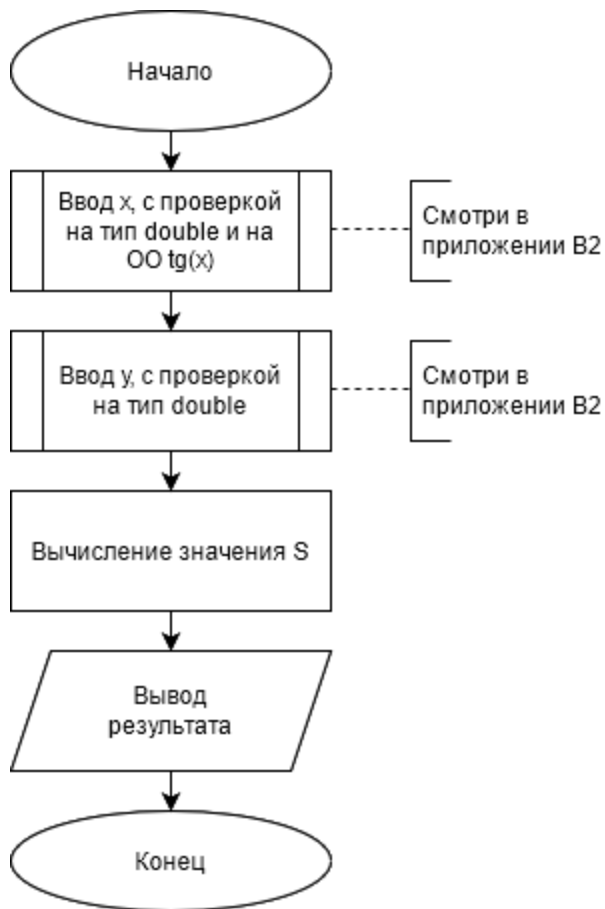 Начало
Ввод x, с проверкой
на тип double и на
ОО tg(x)
Смотри в
приложении В2
Ввод y, с проверкой
на тип double
Смотри в
приложении В2
Вычисление значения S
Вывод
результата
Конец